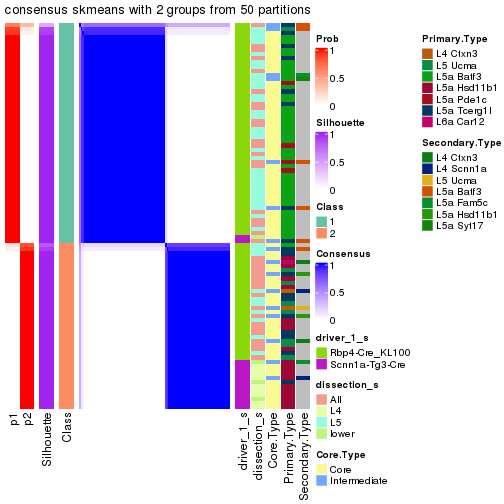 consensus skmeans with 2 groups from 50 partitions
Prob
1
0.5
0
Silhouette
1
0.5
0
Class
1
2
Consensus
1
0.5
0
driver_1_s
Rbp4-Cre_KL100
Scnn1a-Tg3-Cre
dissection_s
All
L4
L5
lower
Core.Type
Core
Intermediate
Primary.Type
L4 Ctxn3
L5 Ucma
L5a Batf3
L5a Hsd11b1
L5a Pde1c
L5a Tcerg1l
L6a Car12
Secondary.Type
L4 Ctxn3
L4 Scnn1a
L5 Ucma
L5a Batf3
L5a Fam5c
L5a Hsd11b1
L5a Syt17
p1
p2
Silhouette
Class
driver_1_s
dissection_s
Core.Type
Primary.Type
Secondary.Type